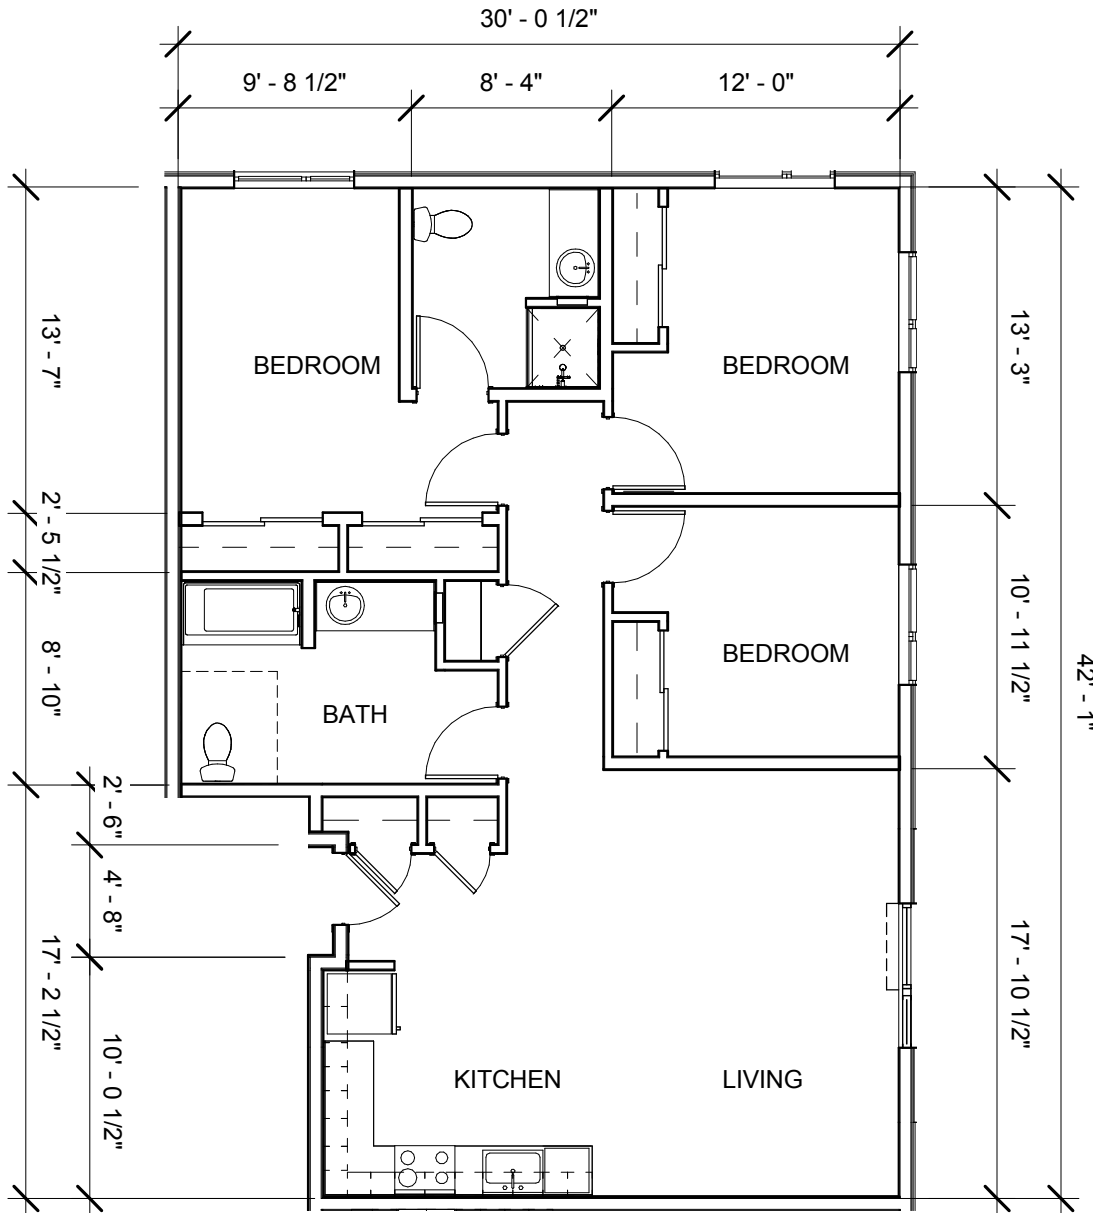 30' - 0 1/2"
9' - 8 1/2"
8' - 4"
12' - 0"
13' - 7"
13' - 3"
BEDROOM
BEDROOM
2' - 5 1/2"
10' - 11 1/2"
42' - 1"
8' - 10"
BEDROOM
BATH
2' - 6"
4' - 8"
17' - 2 1/2"
17' - 10 1/2"
10' - 0 1/2"
KITCHEN
LIVING